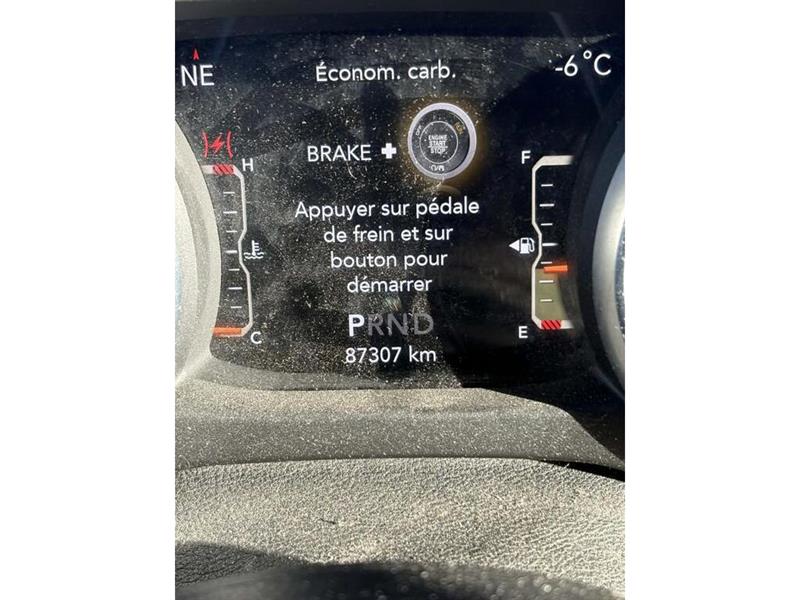 NE
Économ. carb.
-6°C
BRAKE +
ENGINE
START
STOP
H
F
Appuyer sur pédale
de frein et sur
bouton pour
démarrer
C
E
PRND
87307 km